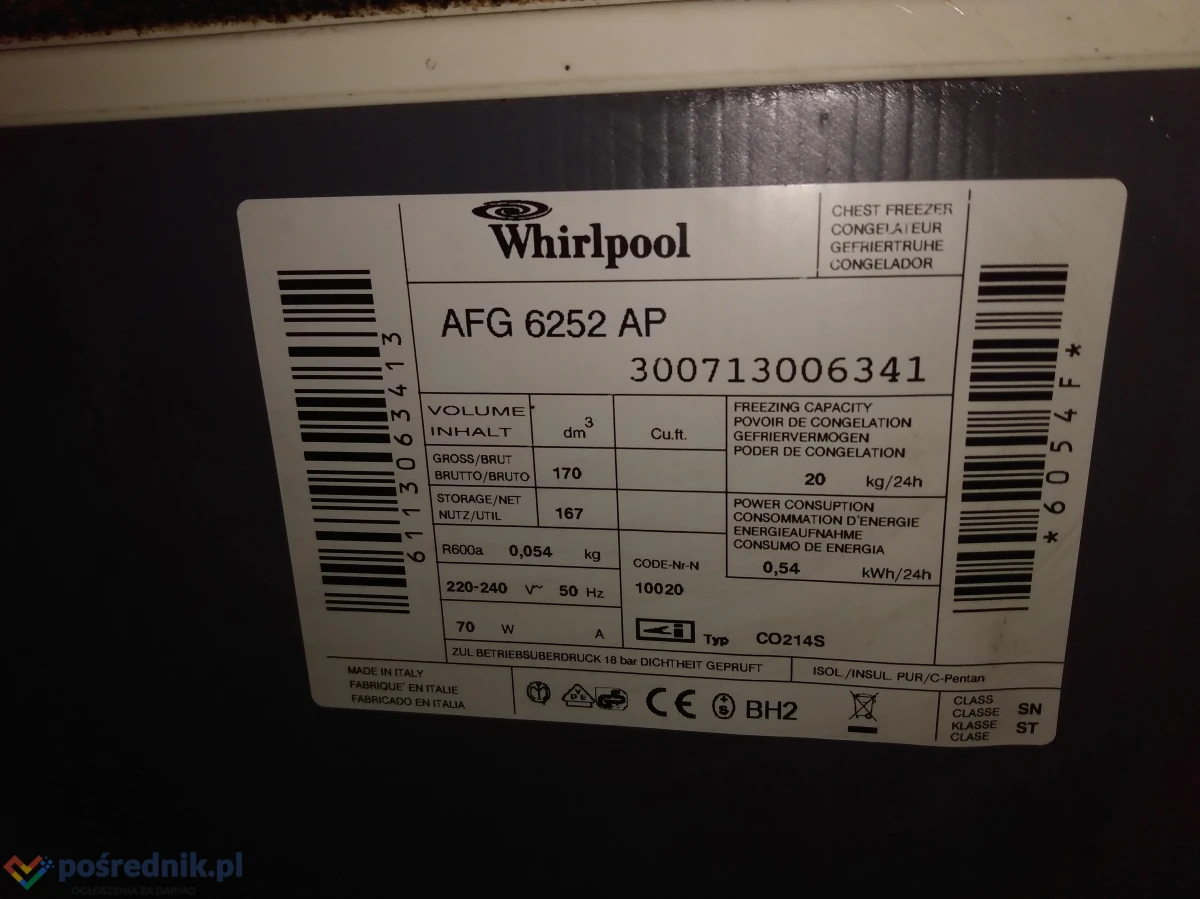 Whirlpool
CHEST FREEZER
CONGELATEUR
GEFRIERTRUHE
CONGELADOR
AFG 6252 AP
300713006341
61130063413
*6054F*
VOLUME
INHALT
dm3
Cu.ft.
GROSS/BRUT
BRUTTO/BRUTO
170
STORAGE/NET
NUTZ/UTIL
167
FREEZING CAPACITY
POVOIR DE CONGELATION
GEFRIERVERMOGEN
PODER DE CONGELATION
20 kg/24h
POWER CONSUPTION
CONSOMMATION D'ENERGIE
ENERGIEAUFNAHME
CONSUMO DE ENERGIA
0,54 kWh/24h
R600a 0,054 kg
220-240 V~ 50 Hz
70 W A
CODE-Nr-N
10020
Typ CO214S
ZUL BETRIEBSUBERDRUCK 18 bar DICHTHEIT GEPRUFT
ISOL./INSUL. PUR/C-Pentan
MADE IN ITALY
FABRIQUE' EN ITALIE
FABRICADO EN ITALIA
VDE
GS
CE
S
BH2
CLASS
CLASSE
KLASSE
CLASE
SN
ST
pośrednik.pl
OGŁOSZENIA ZA DARMO